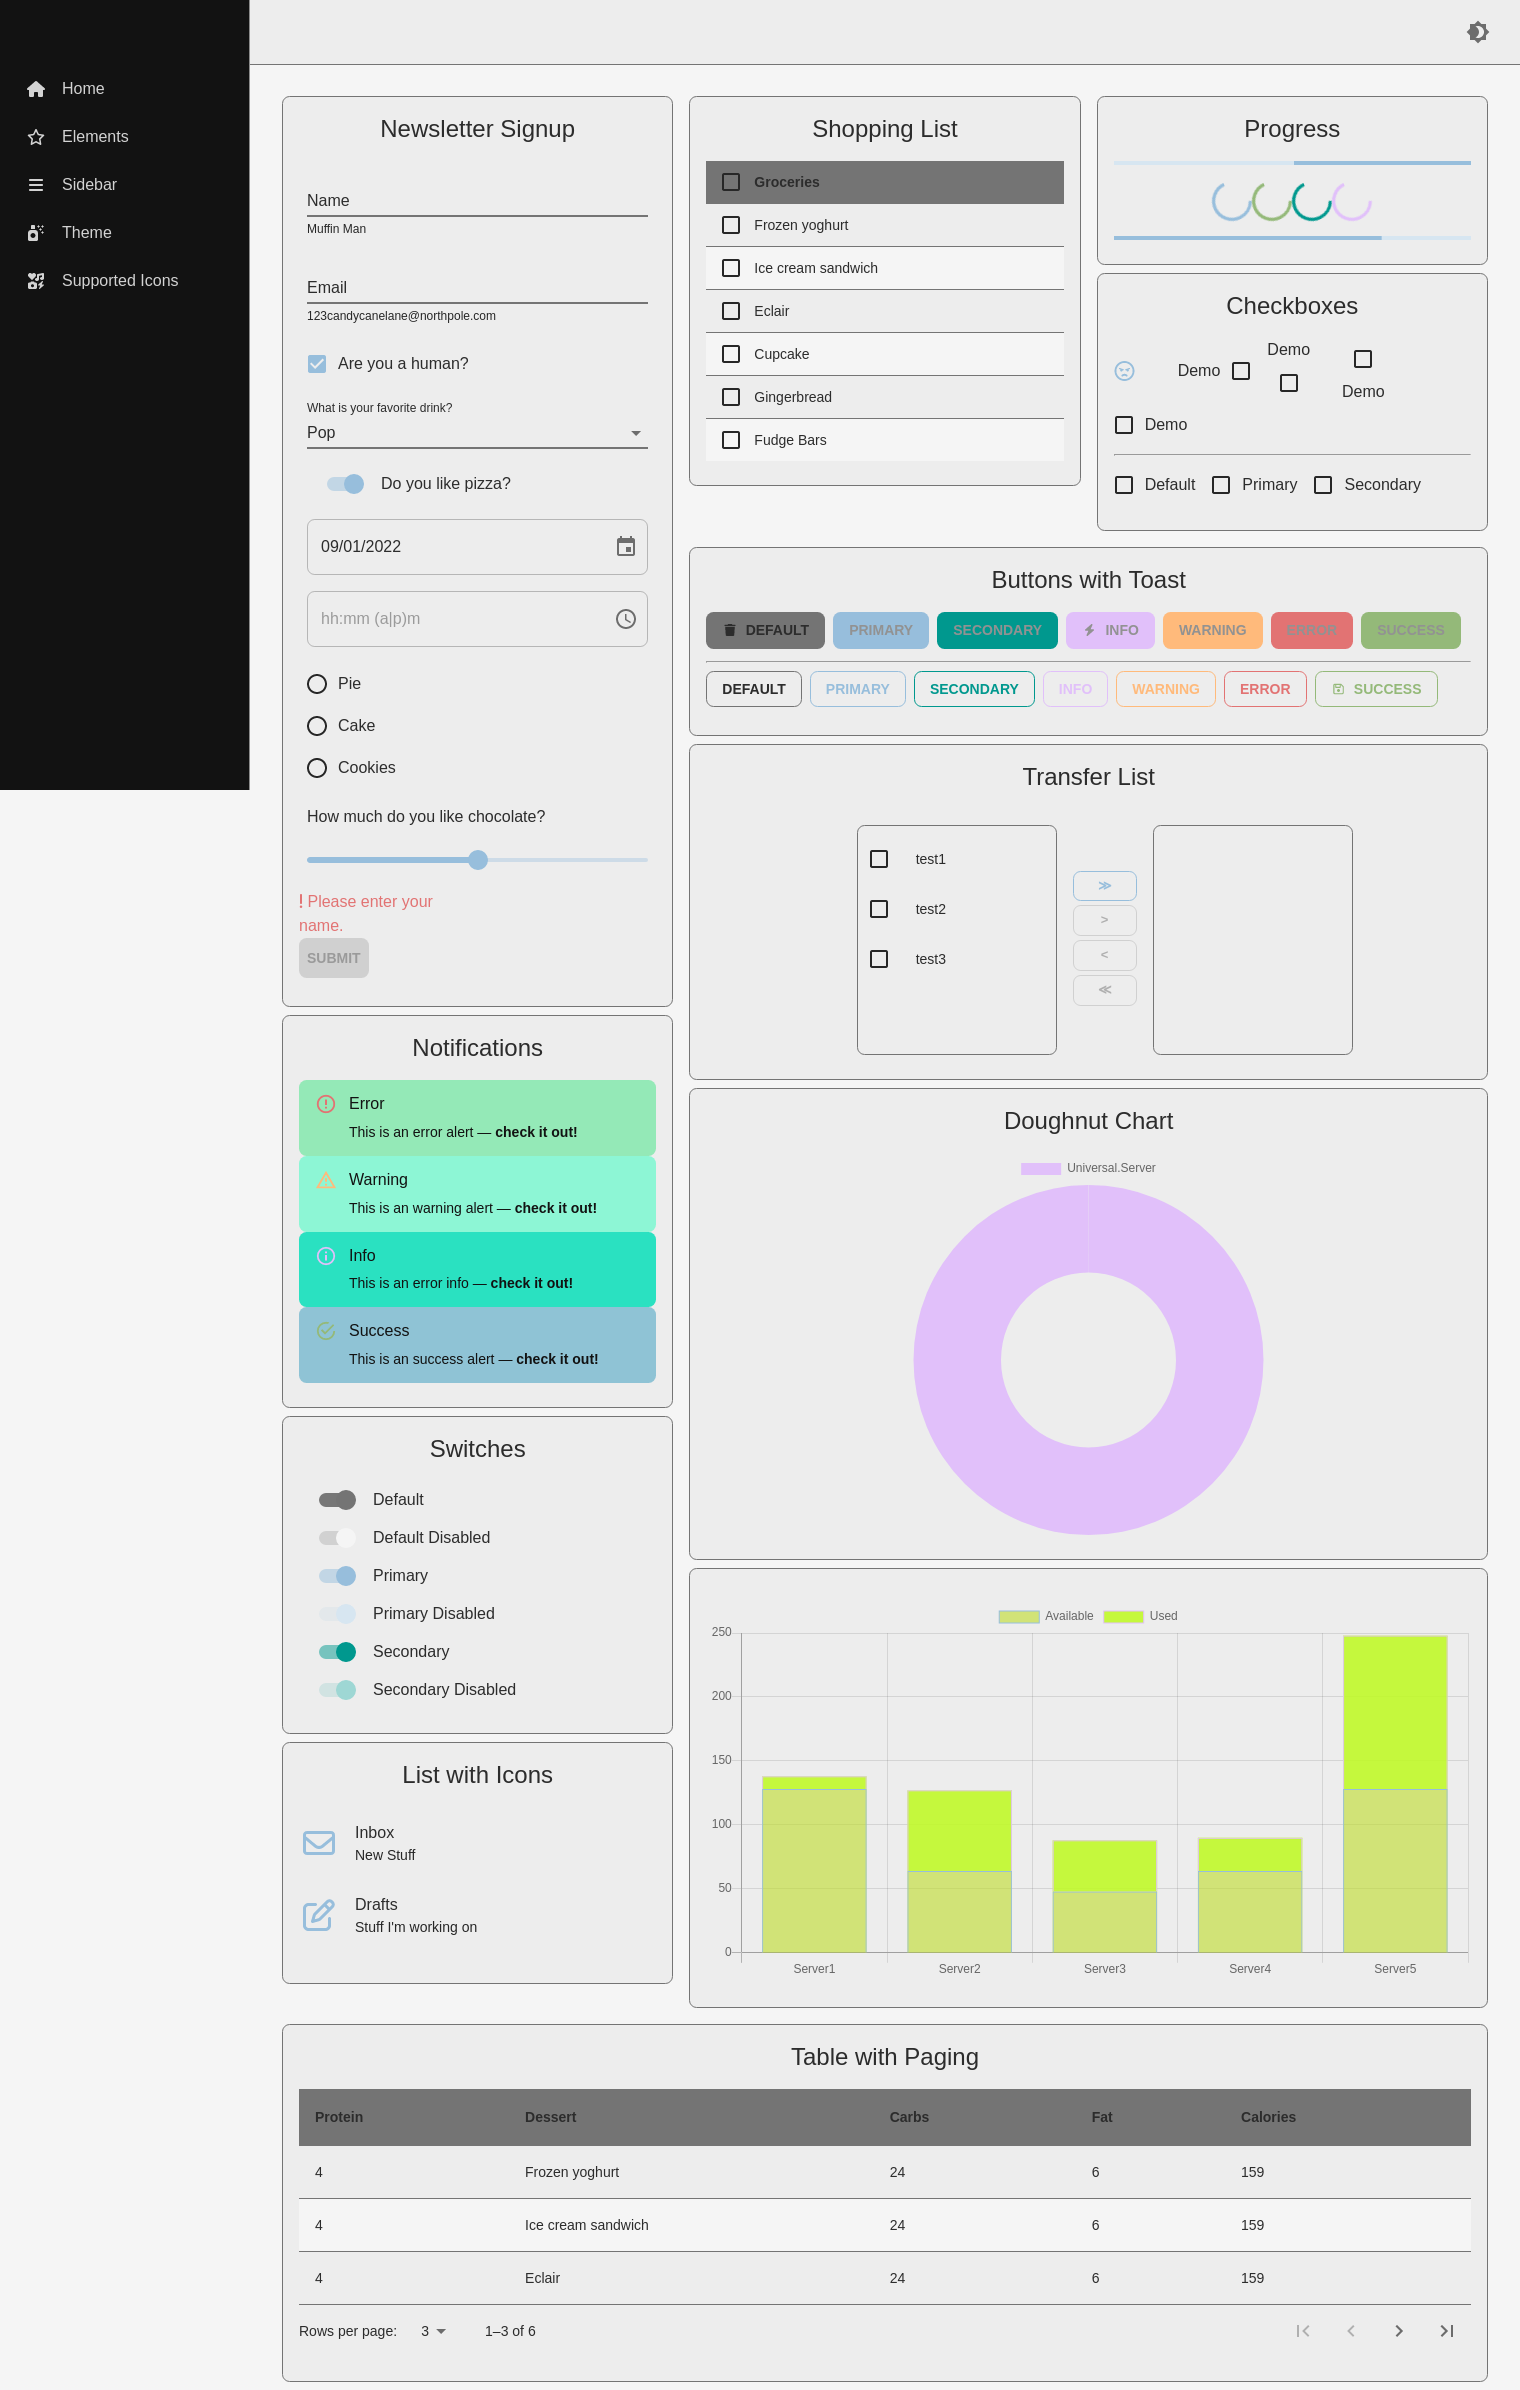 Home
Elements
Sidebar
Theme
Supported Icons
Newsletter Signup
Name
Muffin Man
Email
123candycanelane@northpole.com
Are you a human?
What is your favorite drink?
Pop
Do you like pizza?
09/01/2022
hh:mm (a|p)m
Pie
Cake
Cookies
How much do you like chocolate?
! Please enter your
name.
SUBMIT
Notifications
Error
This is an error alert — check it out!
Warning
This is an warning alert — check it out!
Info
This is an error info — check it out!
Success
This is an success alert — check it out!
Switches
Default
Default Disabled
Primary
Primary Disabled
Secondary
Secondary Disabled
List with Icons
Inbox
New Stuff
Drafts
Stuff I'm working on
Shopping List
Groceries
Frozen yoghurt
Ice cream sandwich
Eclair
Cupcake
Gingerbread
Fudge Bars
Progress
Checkboxes
Demo
Demo
Demo
Demo
Default Primary Secondary
Buttons with Toast
DEFAULT PRIMARY SECONDARY INFO WARNING ERROR SUCCESS
DEFAULT PRIMARY SECONDARY INFO WARNING ERROR SUCCESS
Transfer List
test1
test2
test3
≫
>
<
≪
Doughnut Chart
Universal.Server
Available Used
250
200
150
100
50
0
Server1 Server2 Server3 Server4 Server5
Table with Paging
Protein Dessert Carbs Fat Calories
4 Frozen yoghurt 24 6 159
4 Ice cream sandwich 24 6 159
4 Eclair 24 6 159
Rows per page: 3 1–3 of 6